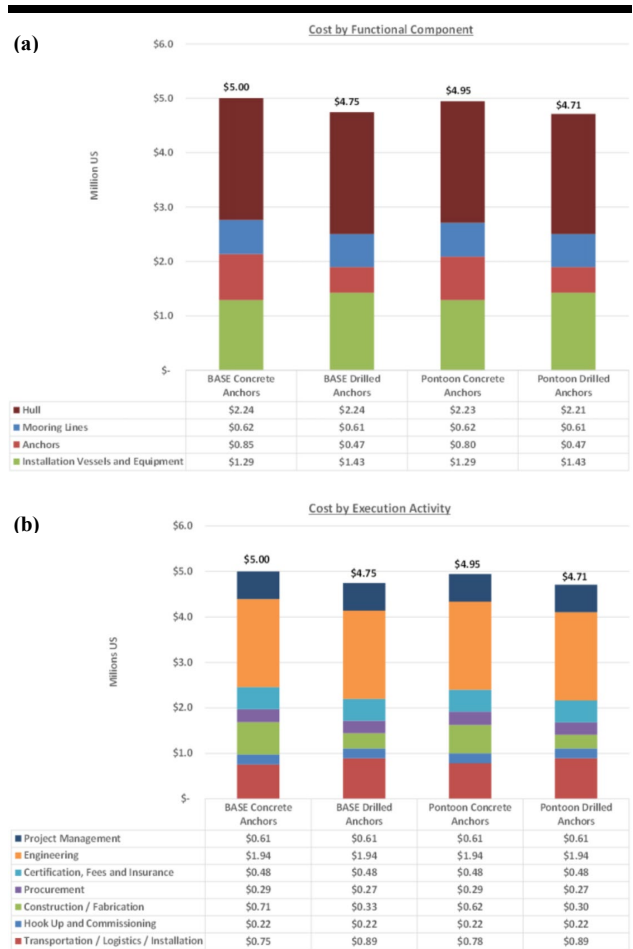 (a)
Cost by Functional Component
$6.0
$5.0
$4.0
$3.0
$2.0
$1.0
$-
Million US
$5.00 $4.75 $4.95 $4.71
BASE Concrete Anchors BASE Drilled Anchors Pontoon Concrete Anchors Pontoon Drilled Anchors
Hull $2.24 $2.24 $2.23 $2.21
Mooring Lines $0.62 $0.61 $0.62 $0.61
Anchors $0.85 $0.47 $0.80 $0.47
Installation Vessels and Equipment $1.29 $1.43 $1.29 $1.43
(b)
Cost by Execution Activity
$6.0
$5.0
$4.0
$3.0
$2.0
$1.0
$-
Milions US
$5.00 $4.75 $4.95 $4.71
BASE Concrete Anchors BASE Drilled Anchors Pontoon Concrete Anchors Pontoon Drilled Anchors
Project Management $0.61 $0.61 $0.61 $0.61
Engineering $1.94 $1.94 $1.94 $1.94
Certification, Fees and Insurance $0.48 $0.48 $0.48 $0.48
Procurement $0.29 $0.27 $0.29 $0.27
Construction / Fabrication $0.71 $0.33 $0.62 $0.30
Hook Up and Commissioning $0.22 $0.22 $0.22 $0.22
Transportation / Logistics / Installation $0.75 $0.89 $0.78 $0.89